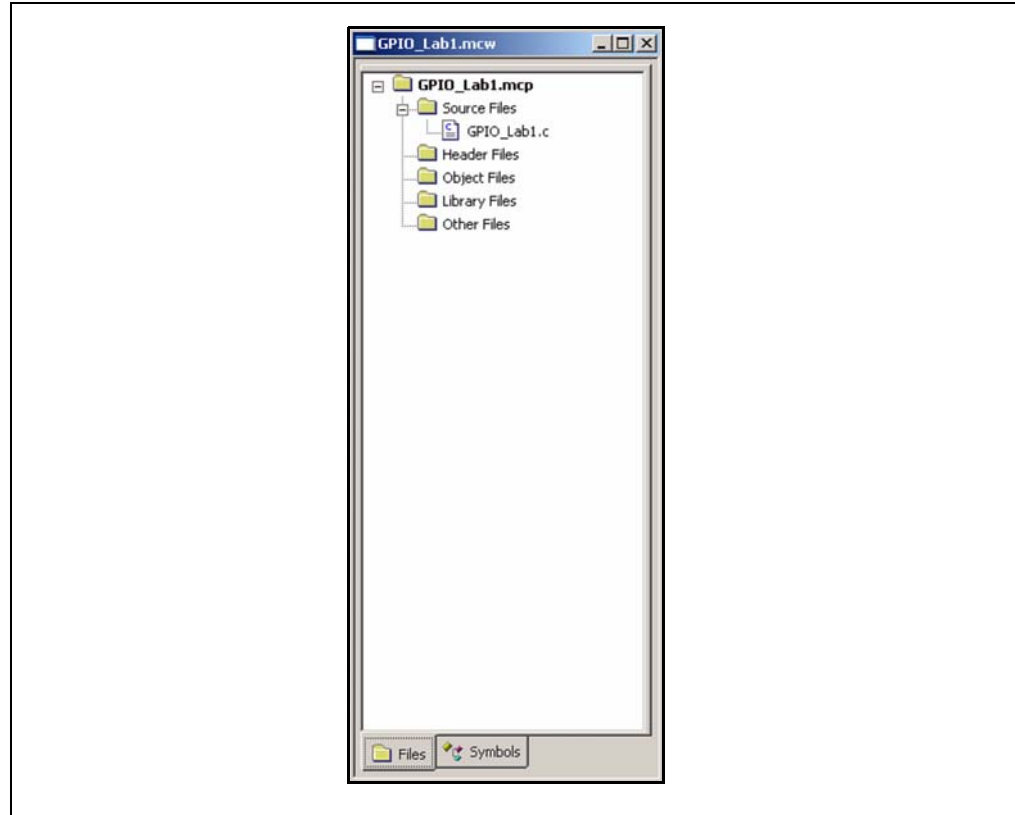 GPIO_Lab1.mcw
GPIO_Lab1.mcp
Source Files
GPIO_Lab1.c
Header Files
Object Files
Library Files
Other Files
Files
Symbols